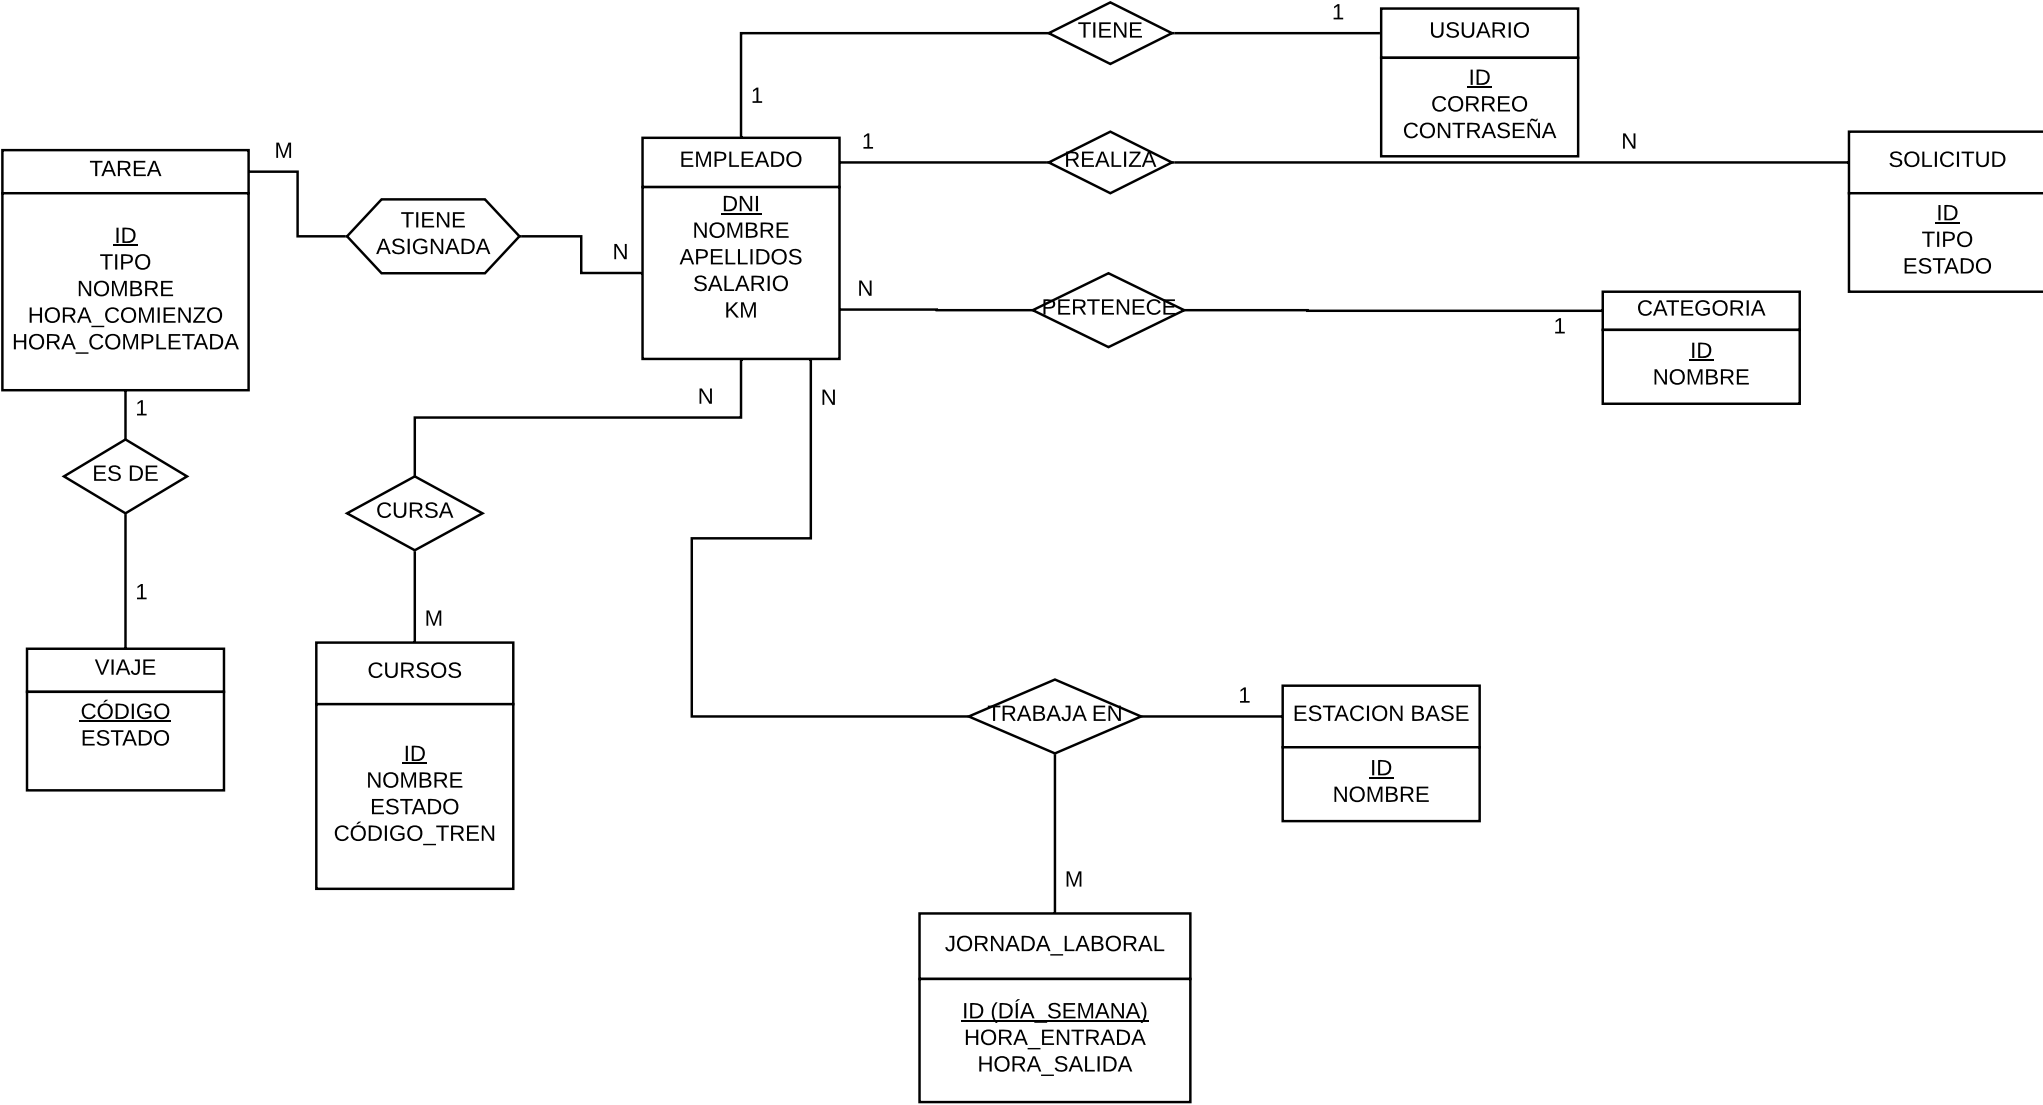 TIENE
1
USUARIO
ID
CORREO
CONTRASEÑA
1
EMPLEADO
DNI
NOMBRE
APELLIDOS
SALARIO
KM
1
REALIZA
N
SOLICITUD
ID
TIPO
ESTADO
TAREA
ID
TIPO
NOMBRE
HORA_COMIENZO
HORA_COMPLETADA
M
TIENE
ASIGNADA
N
N
PERTENECE
1
CATEGORIA
ID
NOMBRE
1
ES DE
1
VIAJE
CÓDIGO
ESTADO
N
CURSA
M
CURSOS
ID
NOMBRE
ESTADO
CÓDIGO_TREN
N
TRABAJA EN
1
ESTACION BASE
ID
NOMBRE
M
JORNADA_LABORAL
ID (DÍA_SEMANA)
HORA_ENTRADA
HORA_SALIDA